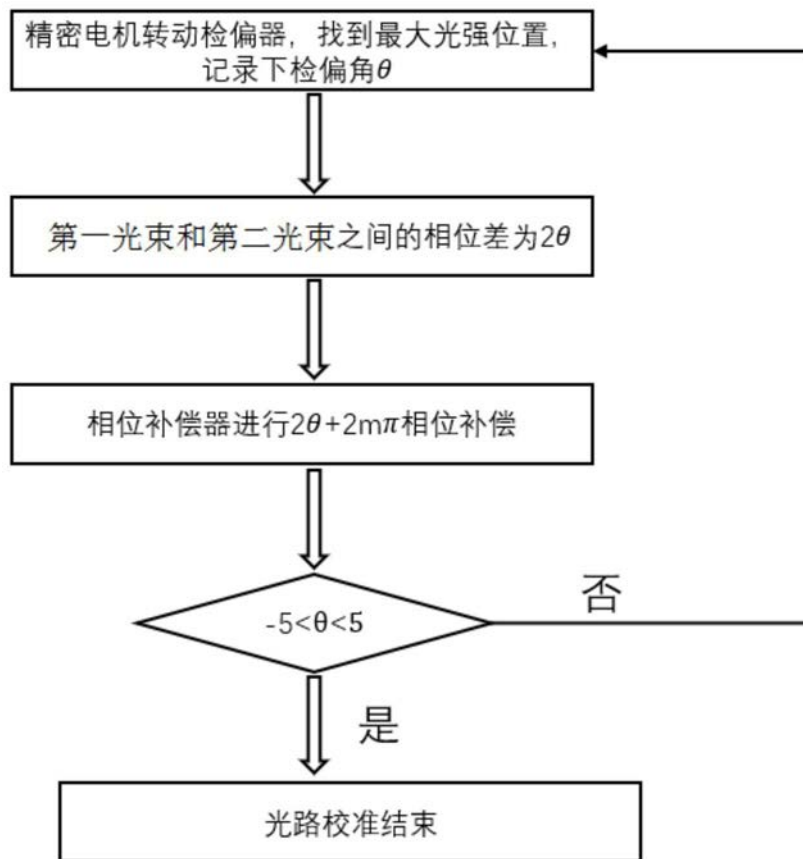 精密电机转动检偏器，找到最大光强位置，
记录下检偏角θ
第一光束和第二光束之间的相位差为2θ
相位补偿器进行2θ+2mπ相位补偿
-5<θ<5
否
是
光路校准结束